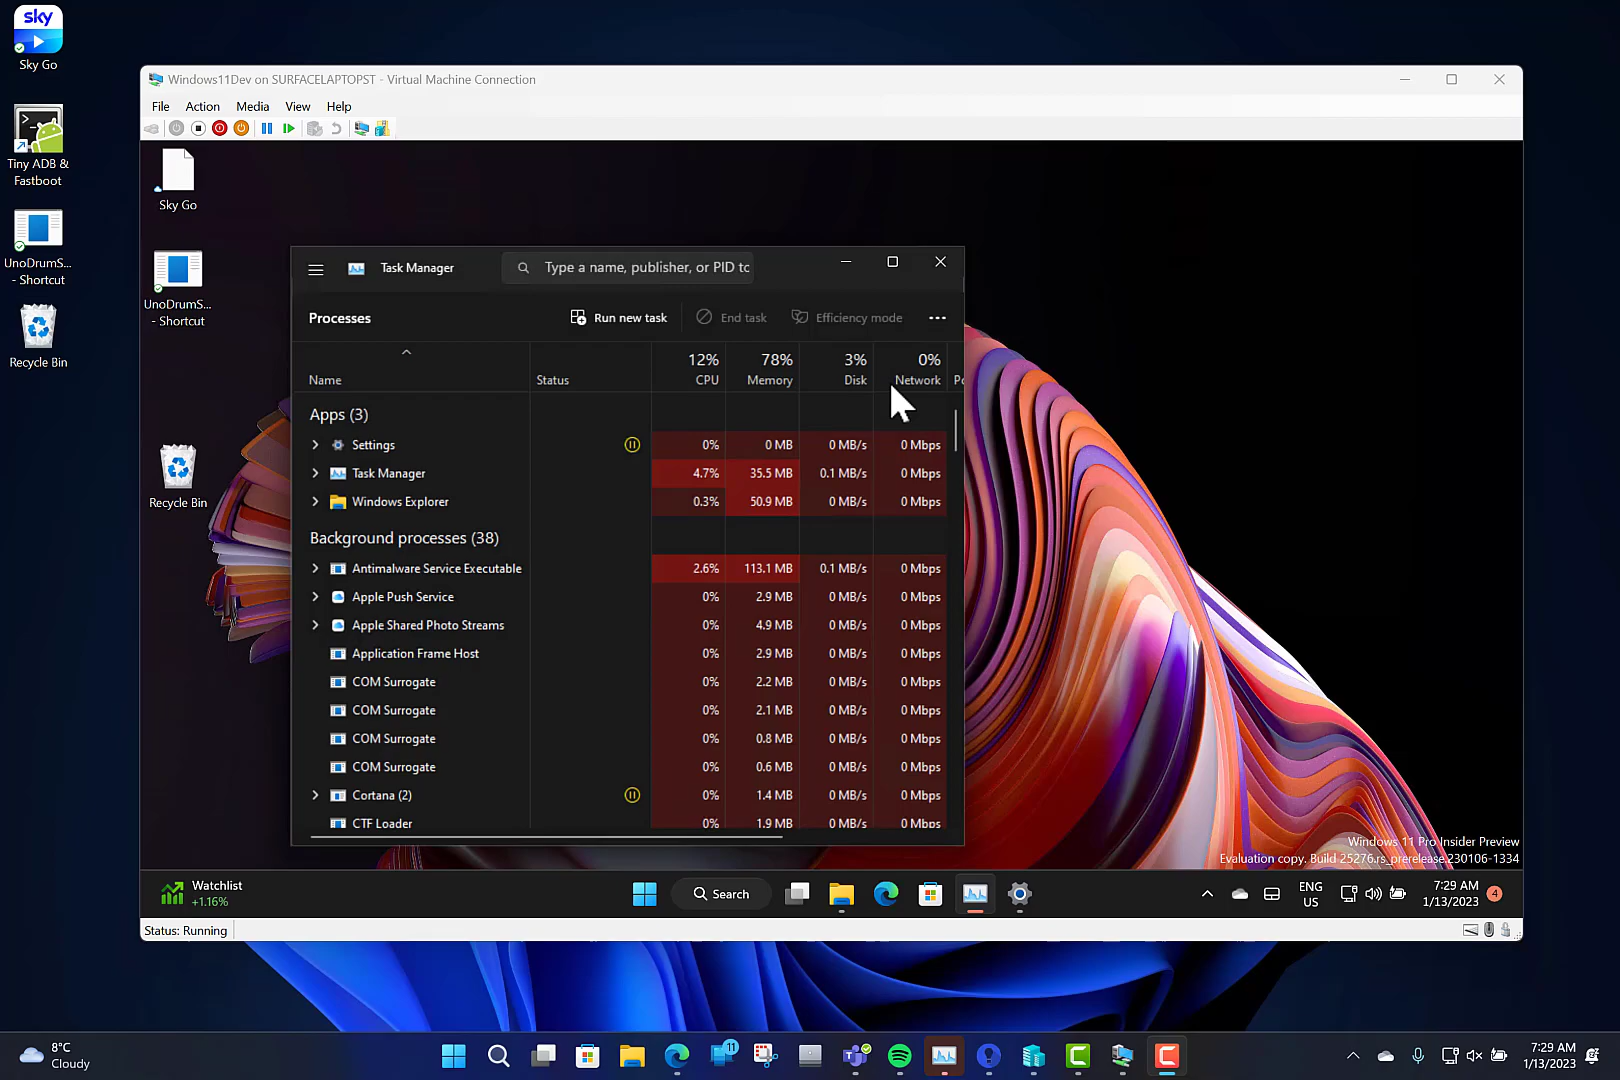 sky
Sky Go
Tiny ADB &
Fastboot
UnoDrumS...
- Shortcut
Recycle Bin
Windows11Dev on SURFACELAPTOPST - Virtual Machine Connection
File Action Media View Help
Sky Go
UnoDrumS...
- Shortcut
Recycle Bin
Task Manager
Type a name, publisher, or PID tc
Processes
Run new task
End task
Efficiency mode
12% 78% 3% 0%
Name Status CPU Memory Disk Network Pc
Apps (3)
Settings 0% 0 MB 0 MB/s 0 Mbps
Task Manager 4.7% 35.5 MB 0.1 MB/s 0 Mbps
Windows Explorer 0.3% 50.9 MB 0 MB/s 0 Mbps
Background processes (38)
Antimalware Service Executable 2.6% 113.1 MB 0.1 MB/s 0 Mbps
Apple Push Service 0% 2.9 MB 0 MB/s 0 Mbps
Apple Shared Photo Streams 0% 4.9 MB 0 MB/s 0 Mbps
Application Frame Host 0% 2.9 MB 0 MB/s 0 Mbps
COM Surrogate 0% 2.2 MB 0 MB/s 0 Mbps
COM Surrogate 0% 2.1 MB 0 MB/s 0 Mbps
COM Surrogate 0% 0.8 MB 0 MB/s 0 Mbps
COM Surrogate 0% 0.6 MB 0 MB/s 0 Mbps
Cortana (2) 0% 1.4 MB 0 MB/s 0 Mbps
CTF Loader 0% 1.9 MB 0 MB/s 0 Mbps
Windows 11 Pro Insider Preview
Evaluation copy. Build 25276.rs_prerelease.230106-1334
Watchlist
+1.16%
Search
ENG
US
7:29 AM
1/13/2023
4
Status: Running
8°C
Cloudy
11
7:29 AM
1/13/2023